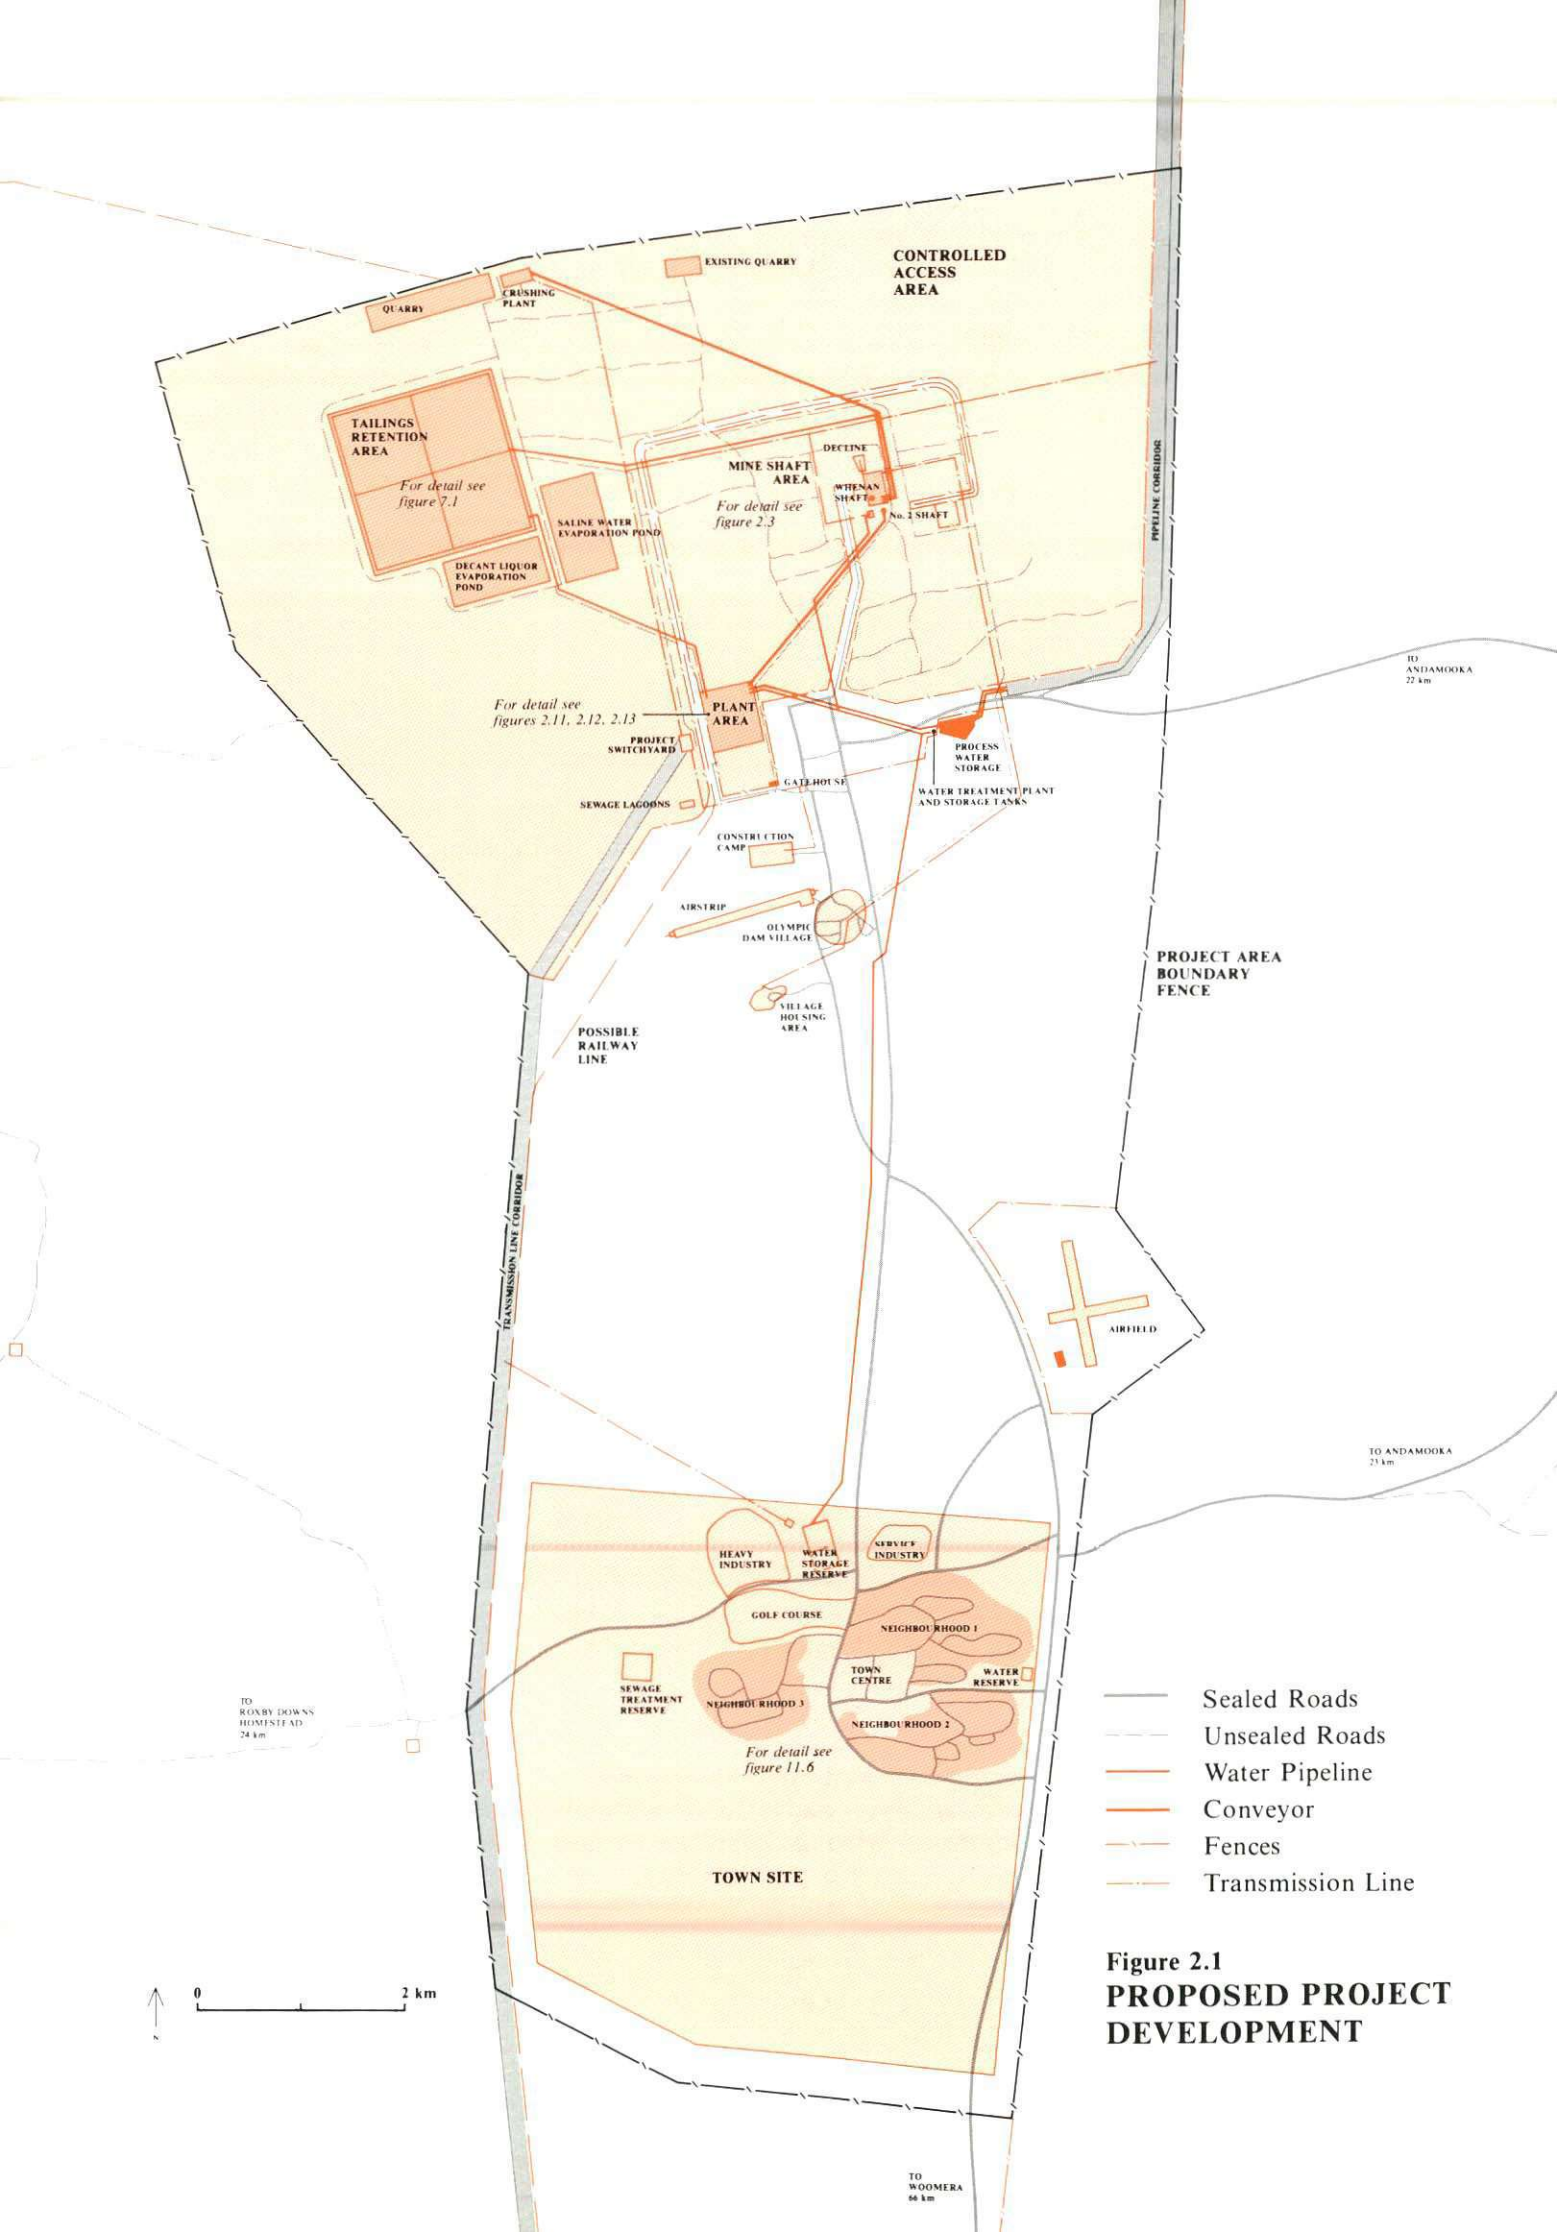 CONTROLLED
ACCESS
AREA
EXISTING QUARRY
CRUSHING
PLANT
QUARRY
TAILINGS
RETENTION
AREA
For detail see
figure 7.1
MINE SHAFT
AREA
For detail see
figure 2.3
DECLINE
WHENAN
SHAFT
No. 2 SHAFT
SALINE WATER
EVAPORATION POND
DECANT LIQUOR
EVAPORATION
POND
PIPELINE CORRIDOR
TO
ANDAMOOKA
22 km
For detail see
figures 2.11, 2.12, 2.13
PLANT
AREA
PROJECT
SWITCHYARD
PROCESS
WATER
STORAGE
GATEHOUSE
WATER TREATMENT PLANT
AND STORAGE TANKS
SEWAGE LAGOONS
CONSTRUCTION
CAMP
AIRSTRIP
OLYMPIC
DAM VILLAGE
VILLAGE
HOUSING
AREA
PROJECT AREA
BOUNDARY
FENCE
POSSIBLE
RAILWAY
LINE
TRANSMISSION LINE CORRIDOR
AIRFIELD
TO ANDAMOOKA
23 km
HEAVY
INDUSTRY
WATER
STORAGE
RESERVE
SERVICE
INDUSTRY
GOLF COURSE
NEIGHBOURHOOD 1
TOWN
CENTRE
WATER
RESERVE
SEWAGE
TREATMENT
RESERVE
NEIGHBOURHOOD 3
NEIGHBOURHOOD 2
For detail see
figure 11.6
TO
ROXBY DOWNS
HOMESTEAD
24 km
TOWN SITE
Sealed Roads
Unsealed Roads
Water Pipeline
Conveyor
Fences
Transmission Line
Figure 2.1
PROPOSED PROJECT
DEVELOPMENT
0 2 km
N
TO
WOOMERA
66 km